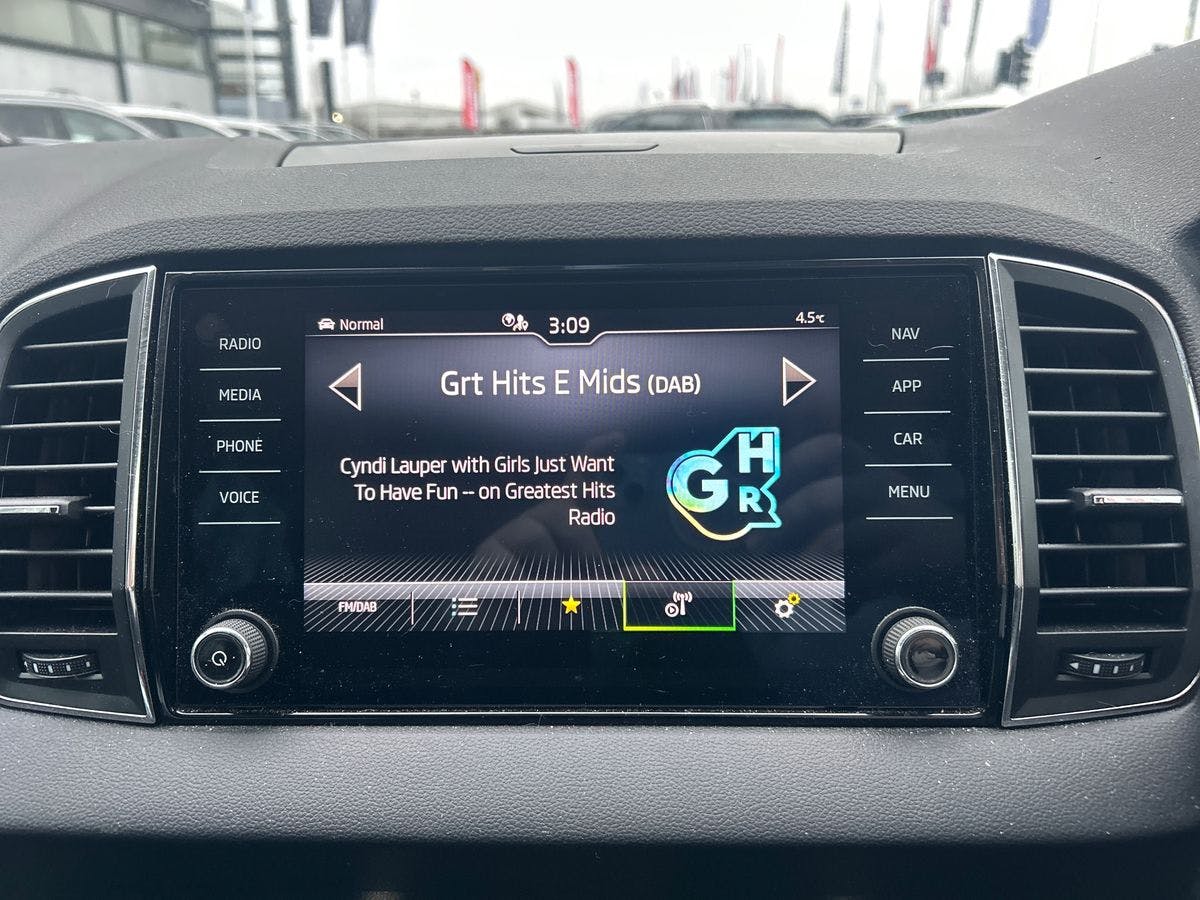 RADIO
MEDIA
PHONE
VOICE
Normal
3:09
4.5°C
Grt Hits E Mids (DAB)
Cyndi Lauper with Girls Just Want
To Have Fun -- on Greatest Hits
Radio
GHR
FM/DAB
NAV
APP
CAR
MENU